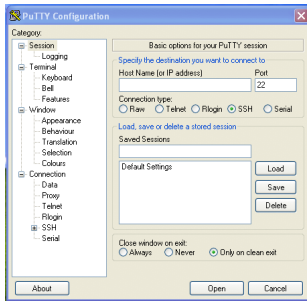 PuTTY Configuration
Category:
Session
Logging
Terminal
Keyboard
Bell
Features
Window
Appearance
Behaviour
Translation
Selection
Colours
Connection
Data
Proxy
Telnet
Rlogin
SSH
Serial
Basic options for your PuTTY session
Specify the destination you want to connect to
Host Name (or IP address) Port
22
Connection type:
Raw Telnet Rlogin SSH Serial
Load, save or delete a stored session
Saved Sessions
Default Settings
Load
Save
Delete
Close window on exit:
Always Never Only on clean exit
About Open Cancel